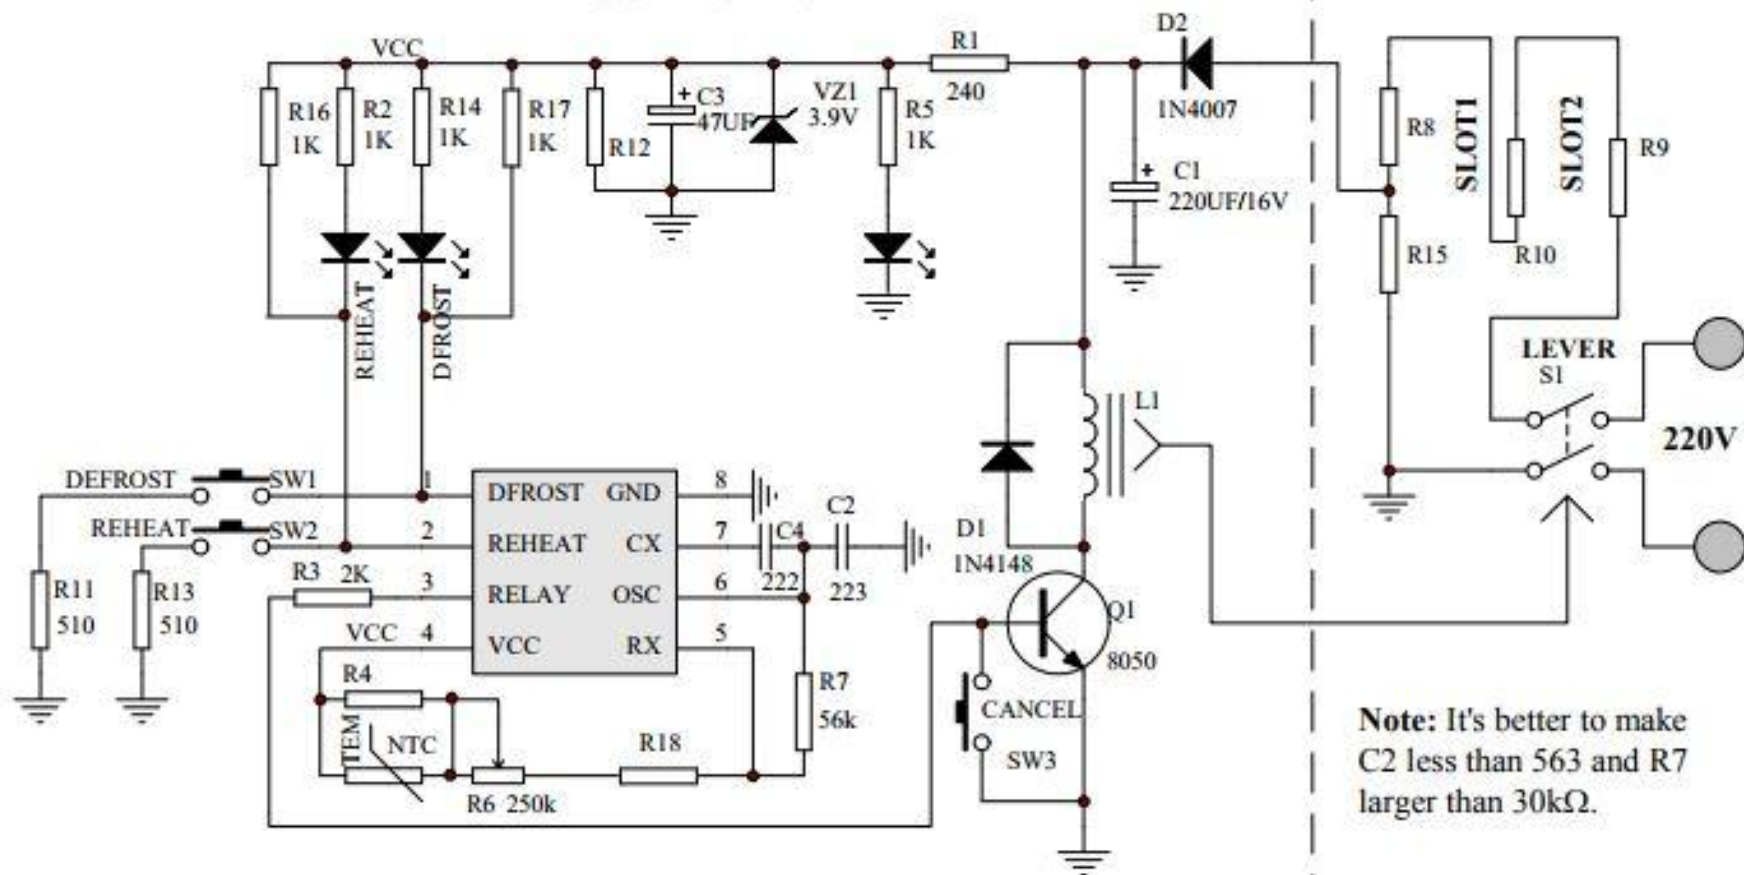 VCC
R16
1K
R2
1K
R14
1K
R17
1K
R12
+ C3
47UF
VZ1
3.9V
R5
1K
R1
240
D2
1N4007
+ C1
220UF/16V
R8
SLOT1
SLOT2
R9
R15
R10
REHEAT
DFROST
LEVER
S1
220V
L1
DEFROST
SW1
REHEAT
SW2
R11
510
R13
510
R3
2K
1
2
3
VCC 4
DFROST GND
REHEAT CX
RELAY OSC
VCC RX
8
7
6
5
C4
222
C2
223
D1
1N4148
Q1
8050
R4
TEM
NTC
R6 250k
R18
R7
56k
CANCEL
SW3
Note: It's better to make
C2 less than 563 and R7
larger than 30kΩ.